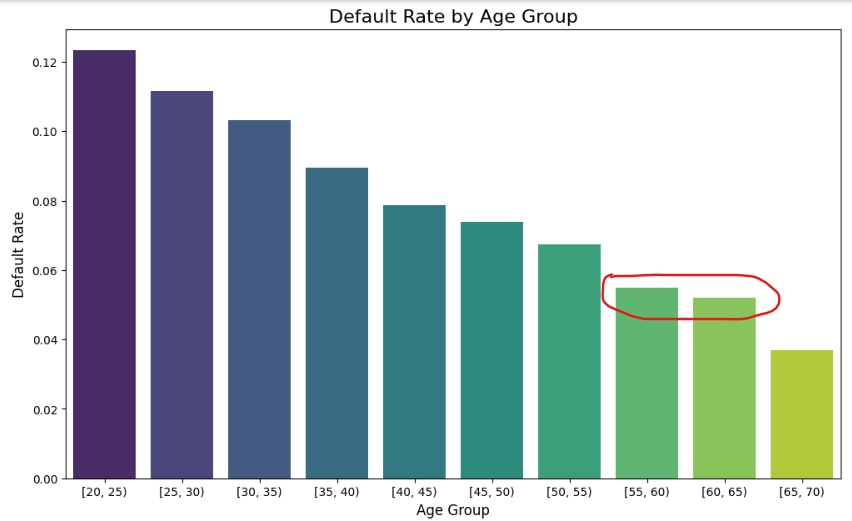 Default Rate by Age Group
Default Rate
0.12
0.10
0.08
0.06
0.04
0.02
0.00
[20, 25) [25, 30) [30, 35) [35, 40) [40, 45) [45, 50) [50, 55) [55, 60) [60, 65) [65, 70)
Age Group